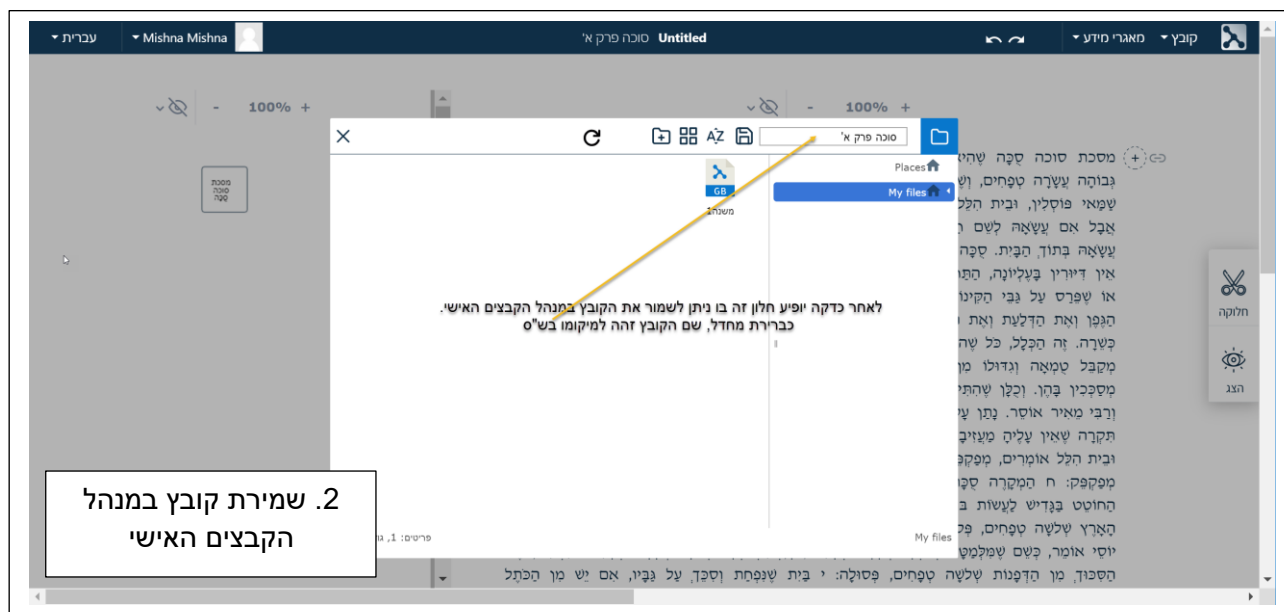 קובץ מאגרי מידע Untitled סוכה פרק א' Mishna Mishna עברית
+ 100% -
+ 100% -
סוכה פרק א'
Places
My files
GB
משנה1
לאחר כדקה יופיע חלון זה בו ניתן לשמור את הקובץ במנהל הקבצים האישי.
כברירת מחדל, שם הקובץ זהה למיקומו בש"ס
My files
פריטים: 1, גו
מסכת סוכה סֻכָּה שֶׁהִיא
גְּבוֹהָה עֲשָׂרָה טְפָחִים, וְשֶׁ
שַׁמַּאי פּוֹסְלִין, וּבֵית הִלֵּל
אֲבָל אִם עֲשָׂאָהּ לְשֵׁם הַ
עֲשָׂאָהּ בְּתוֹךְ הַבַּיִת. סֻכָּה
אֵין דִּיּוּרִין בָּעֶלְיוֹנָה, הַתַּח
אוֹ שֶׁפֵּרַס עַל גַּבֵּי הַקִּינוֹ
הַגֶּפֶן וְאֶת הַדְּלַעַת וְאֶת
כְּשֵׁרָה. זֶה הַכְּלָל, כֹּל שֶׁהוּ
מְקַבֵּל טֻמְאָה וְגִדּוּלוֹ מִן
מְסַכְּכִין בָּהֶן. וְכֻלָּן שֶׁהִתִּי
וְרַבִּי מֵאִיר אוֹסֵר. נָתַן עָ
תִּקְרָה שֶׁאֵין עָלֶיהָ מַעֲזִיבָ
וּבֵית הִלֵּל אוֹמְרִים, מְפַקְפֵּ
מְפַקְפֵּק: ח הַמְקָרֶה סֻכָּ
הַחוֹטֵט בַּגָּדִישׁ לַעֲשׂוֹת בּ
הָאָרֶץ שְׁלֹשָׁה טְפָחִים, פְּס
יוֹסֵי אוֹמֵר, כְּשֵׁם שֶׁמִּלְּמַטָּ
הַסִּכּוּךְ מִן הַדְּפָנוֹת שְׁלֹשָׁה טְפָחִים, פְּסוּלָה: י בַּיִת שֶׁנִּפְחַת וְסִכֵּךְ עַל גַּבָּיו, אִם יֵשׁ מִן הַכֹּתֶל
חלוקה
הצג
מסכת
סוכה
סֻכָּה
2. שמירת קובץ במנהל
הקבצים האישי